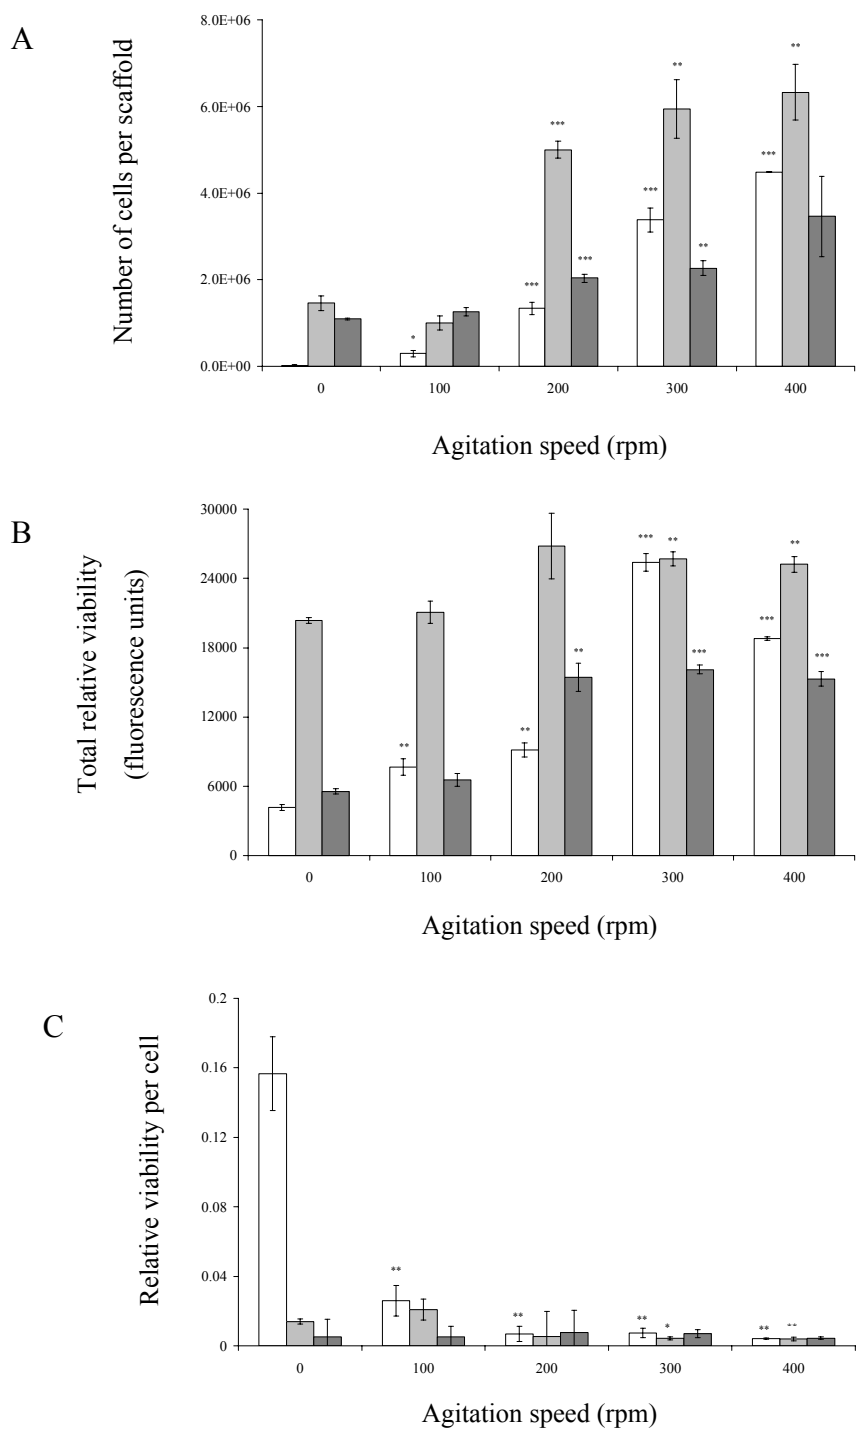 A
Number of cells per scaffold
8.0E+06
6.0E+06
4.0E+06
2.0E+06
0.0E+00
** **
***
*** ***
*** ** ***
*
0 100 200 300 400
Agitation speed (rpm)
B
Total relative viability
(fluorescence units)
30000
24000
18000
12000
6000
0
*** ** **
***
** *** ***
** **
0 100 200 300 400
Agitation speed (rpm)
C
Relative viability per cell
0.2
0.16
0.12
0.08
0.04
0
**
** ** * ** **
0 100 200 300 400
Agitation speed (rpm)